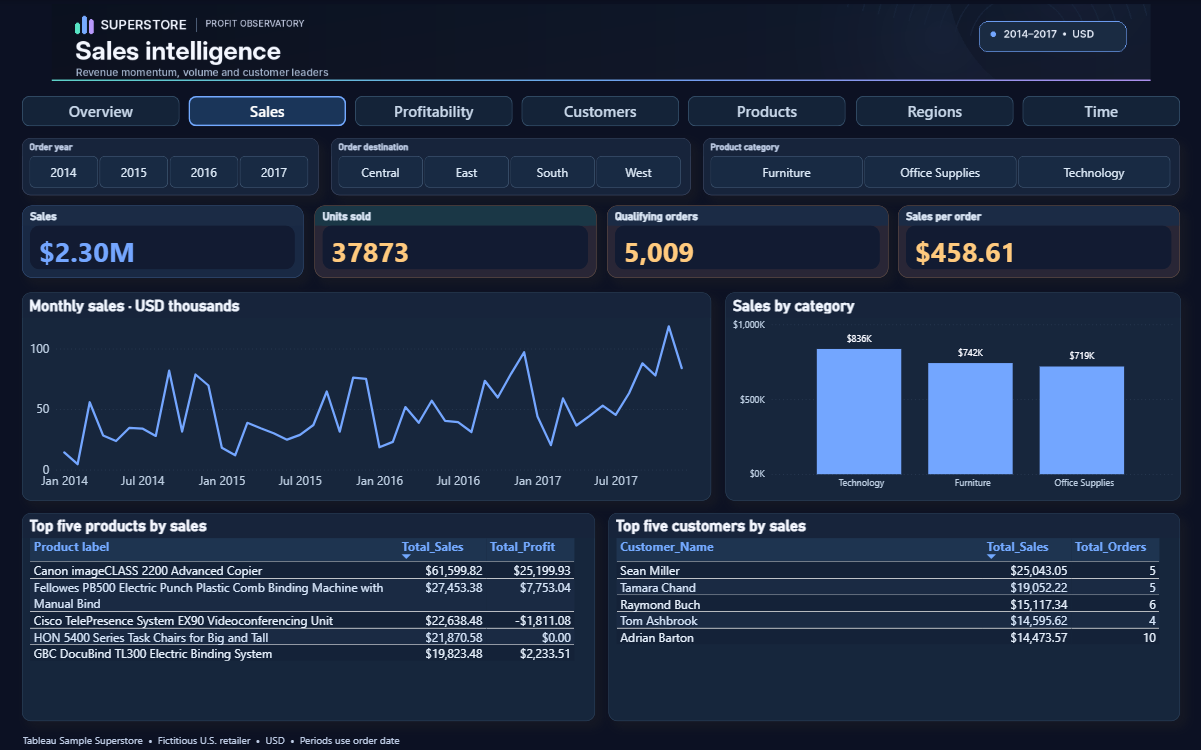 SUPERSTORE | PROFIT OBSERVATORY
Sales intelligence
Revenue momentum, volume and customer leaders
2014–2017 • USD
Overview Sales Profitability Customers Products Regions Time
Order year
2014 2015 2016 2017
Order destination
Central East South West
Product category
Furniture Office Supplies Technology
Sales
$2.30M
Units sold
37873
Qualifying orders
5,009
Sales per order
$458.61
Monthly sales · USD thousands
100
50
0
Jan 2014 Jul 2014 Jan 2015 Jul 2015 Jan 2016 Jul 2016 Jan 2017 Jul 2017
Sales by category
$1,000K
$500K
$0K
$836K $742K $719K
Technology Furniture Office Supplies
Top five products by sales
Product label Total_Sales Total_Profit
Canon imageCLASS 2200 Advanced Copier $61,599.82 $25,199.93
Fellowes PB500 Electric Punch Plastic Comb Binding Machine with $27,453.38 $7,753.04
Manual Bind
Cisco TelePresence System EX90 Videoconferencing Unit $22,638.48 -$1,811.08
HON 5400 Series Task Chairs for Big and Tall $21,870.58 $0.00
GBC DocuBind TL300 Electric Binding System $19,823.48 $2,233.51
Top five customers by sales
Customer_Name Total_Sales Total_Orders
Sean Miller $25,043.05 5
Tamara Chand $19,052.22 5
Raymond Buch $15,117.34 6
Tom Ashbrook $14,595.62 4
Adrian Barton $14,473.57 10
Tableau Sample Superstore • Fictitious U.S. retailer • USD • Periods use order date